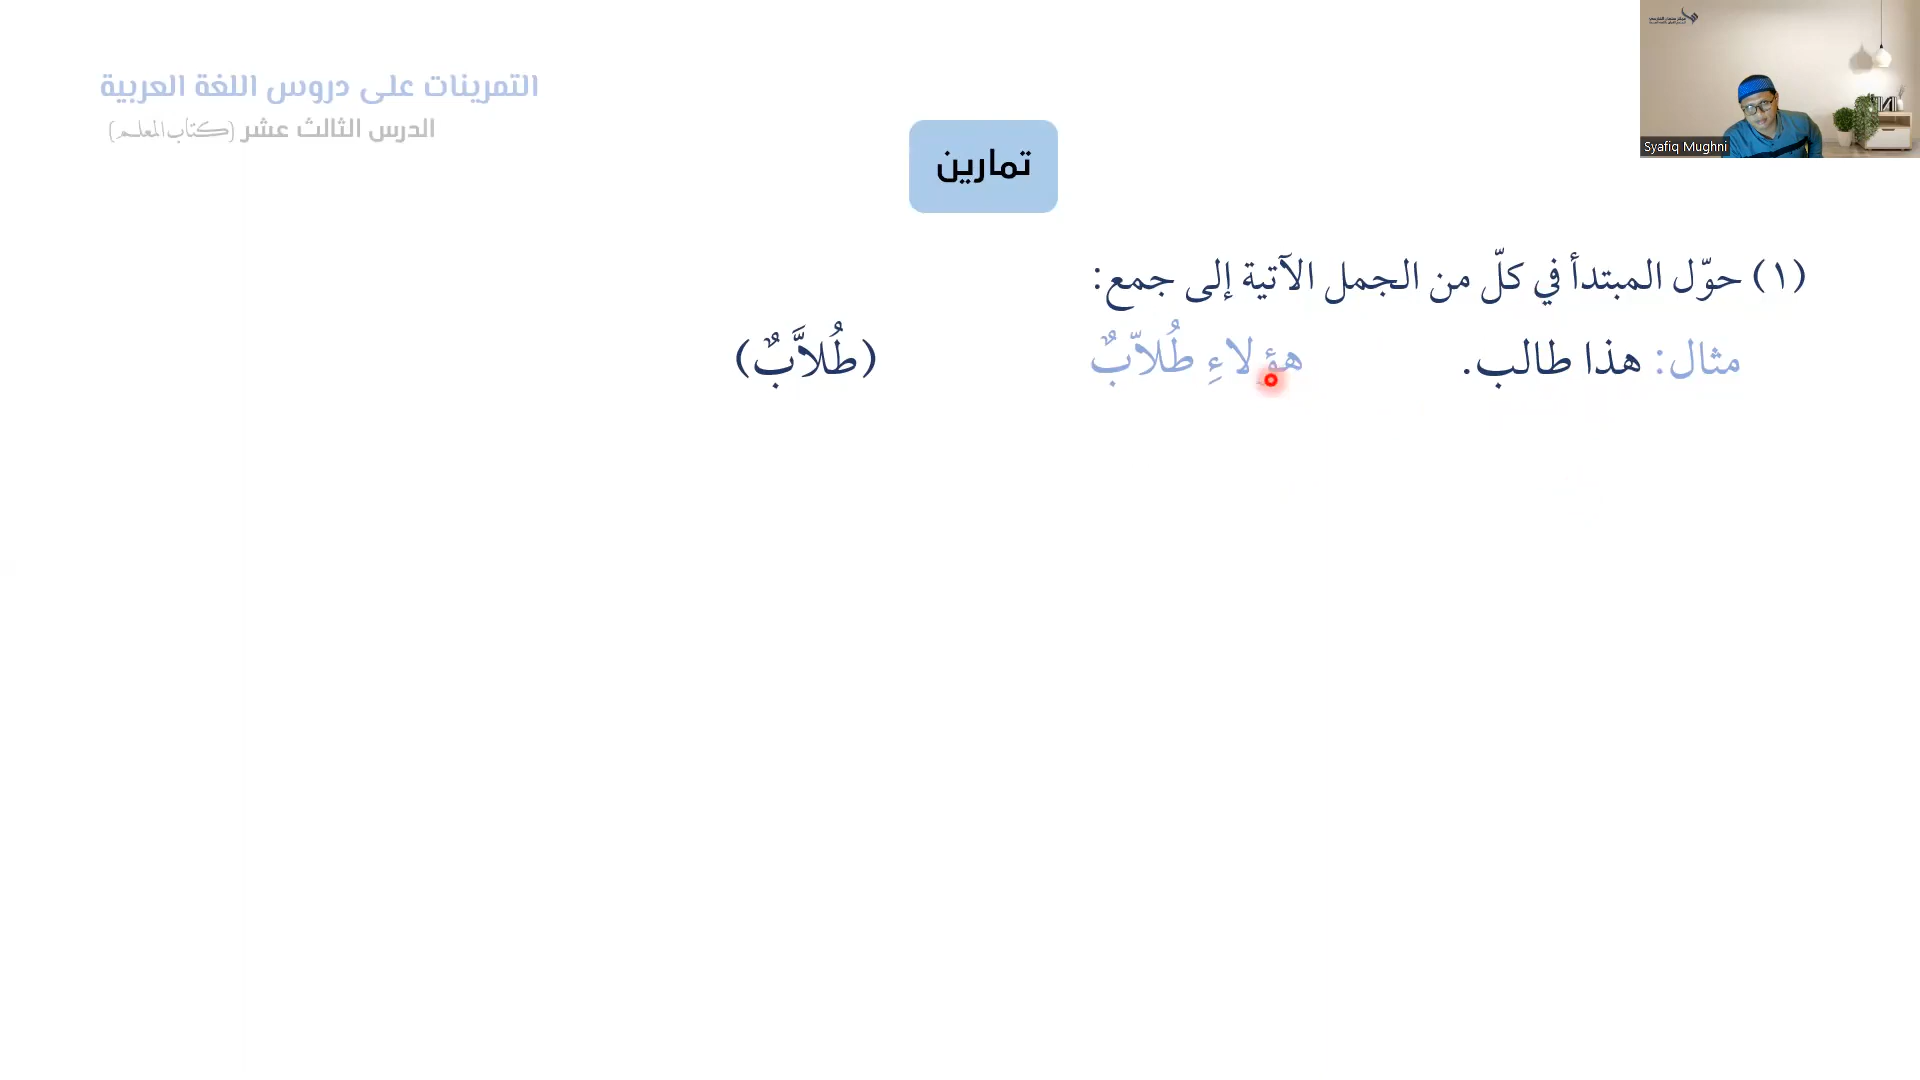 التمرينات على دروس اللغة العربية
الدرس الثالث عشر (كتاب المعلم)
تمارين
(١) حوّل المبتدأ في كلّ من الجمل الآتية إلى جمع:
مثال: هذا طالب. هؤلاءِ طُلاّبٌ (طُلاَّبٌ)
Syafiq Mughni